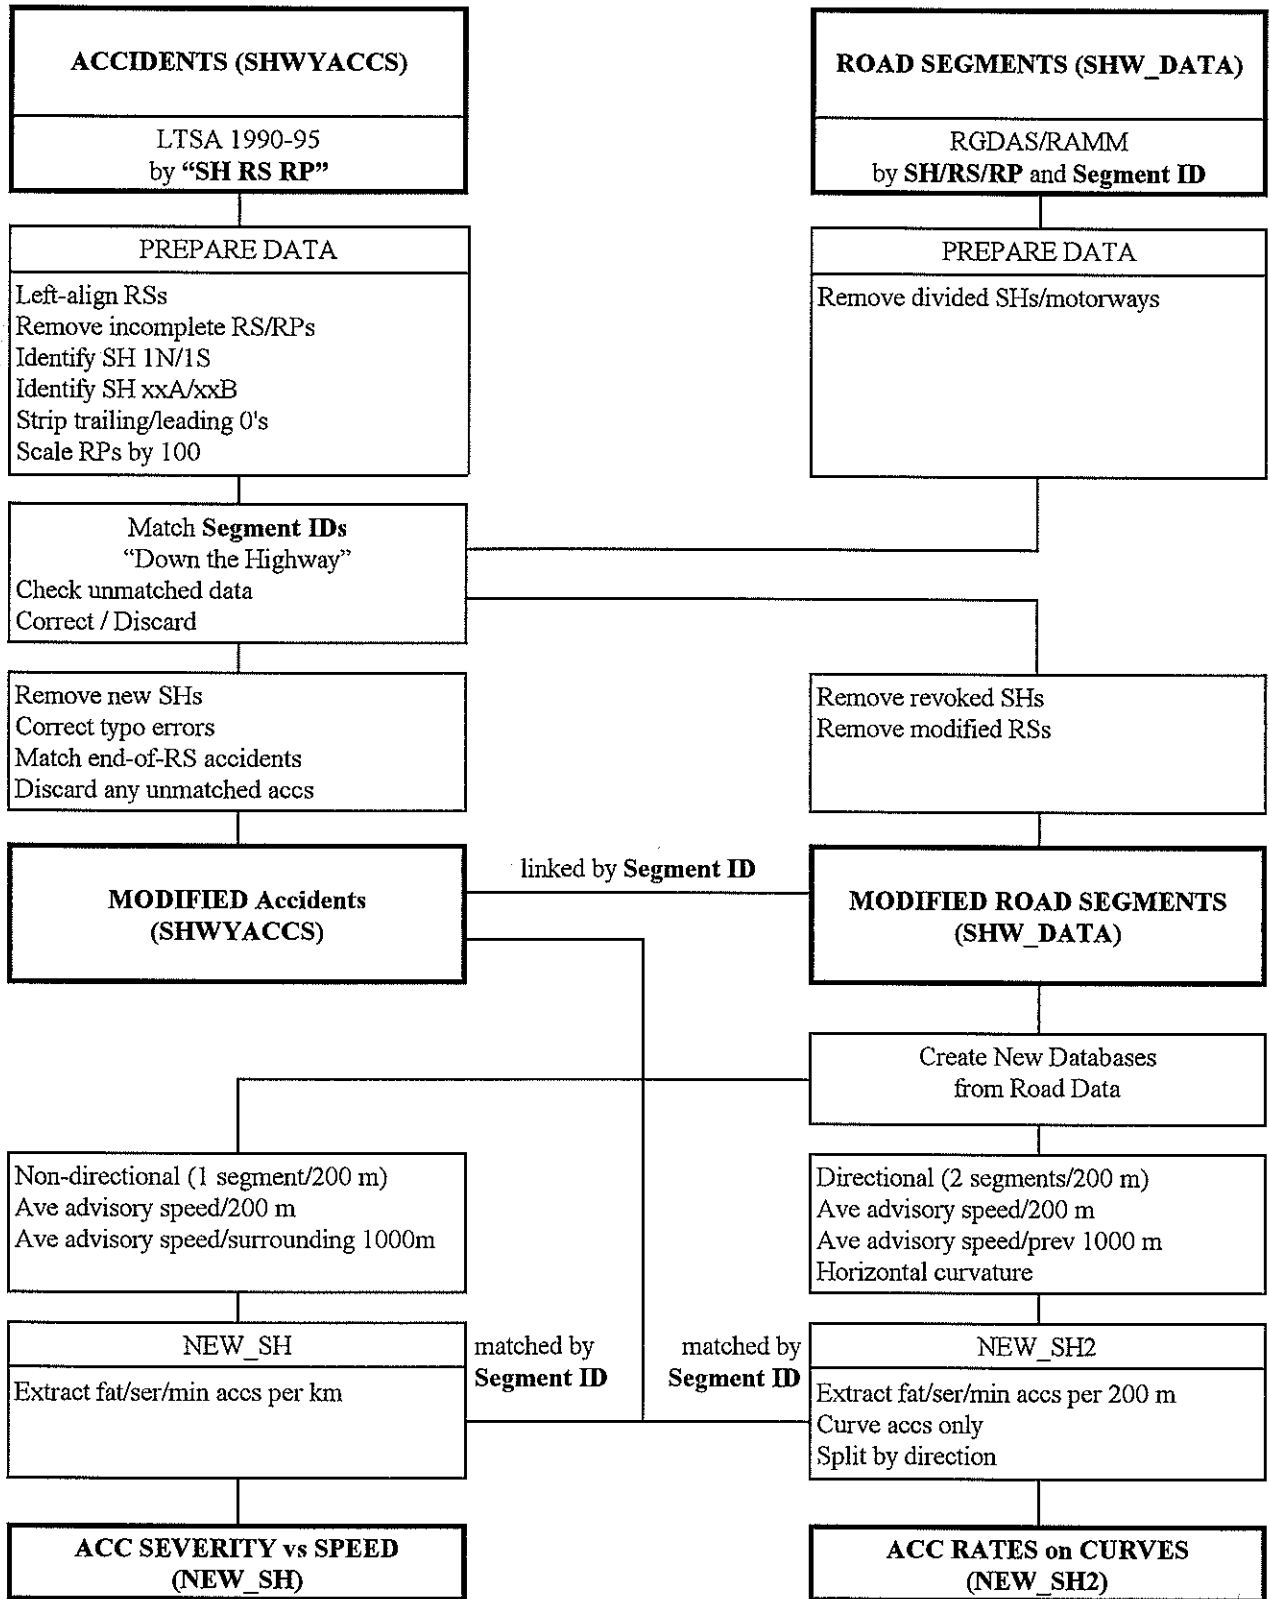 ACCIDENTS (SHWYACCS)
LTSA 1990-95
by “SH RS RP”
ROAD SEGMENTS (SHW_DATA)
RGDAS/RAMM
by SH/RS/RP and Segment ID
PREPARE DATA
Left-align RSs
Remove incomplete RS/RPs
Identify SH 1N/1S
Identify SH xxA/xxB
Strip trailing/leading 0's
Scale RPs by 100
PREPARE DATA
Remove divided SHs/motorways
Match Segment IDs
“Down the Highway”
Check unmatched data
Correct / Discard
Remove new SHs
Correct typo errors
Match end-of-RS accidents
Discard any unmatched accs
Remove revoked SHs
Remove modified RSs
MODIFIED Accidents
(SHWYACCS)
linked by Segment ID
MODIFIED ROAD SEGMENTS
(SHW_DATA)
Create New Databases
from Road Data
Non-directional (1 segment/200 m)
Ave advisory speed/200 m
Ave advisory speed/surrounding 1000m
Directional (2 segments/200 m)
Ave advisory speed/200 m
Ave advisory speed/prev 1000 m
Horizontal curvature
NEW_SH
Extract fat/ser/min accs per km
matched by
Segment ID
matched by
Segment ID
NEW_SH2
Extract fat/ser/min accs per 200 m
Curve accs only
Split by direction
ACC SEVERITY vs SPEED
(NEW_SH)
ACC RATES on CURVES
(NEW_SH2)